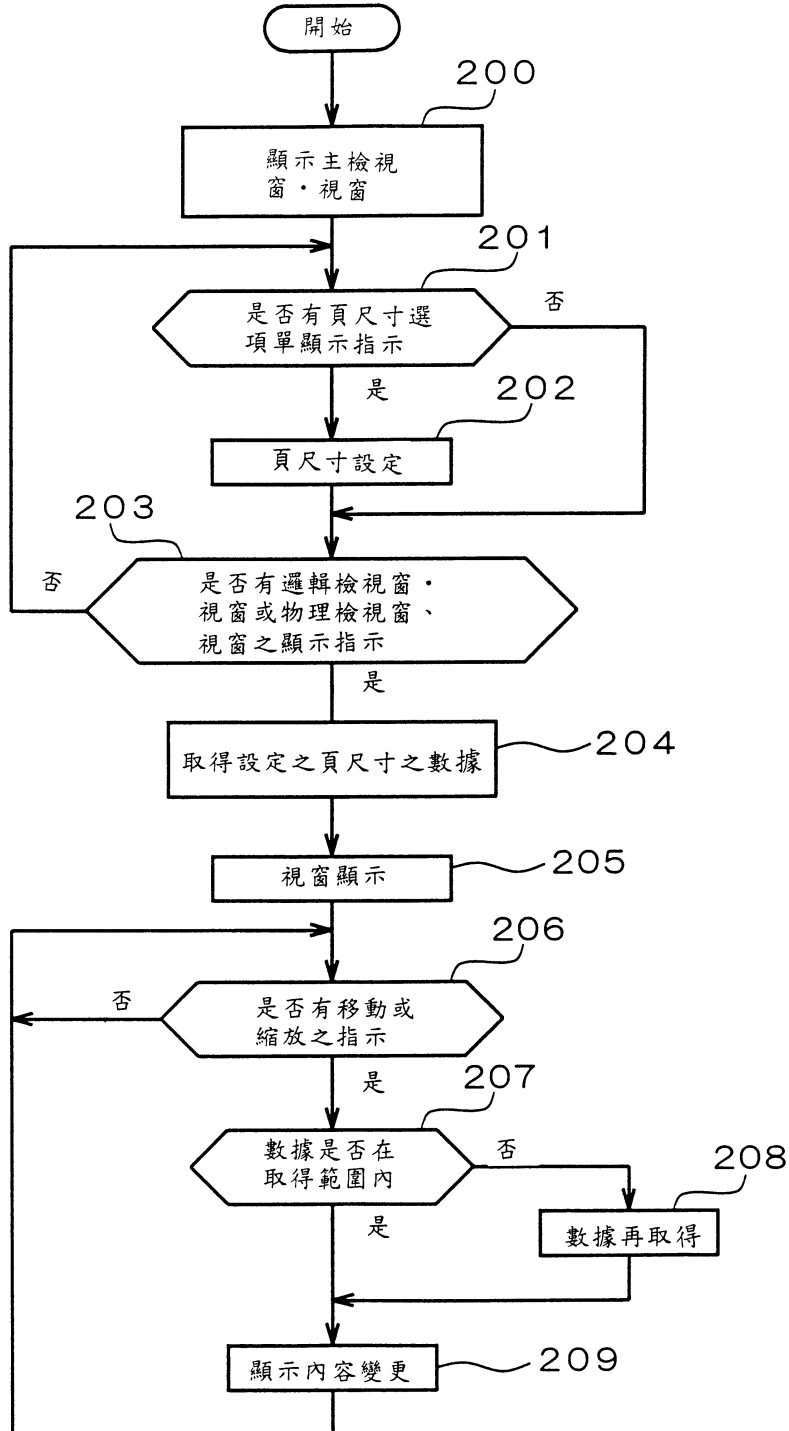 開始
200
顯示主檢視
窗·視窗
201
是否有頁尺寸選
項單顯示指示
否
是
202
頁尺寸設定
203
否
是否有邏輯檢視窗·
視窗或物理檢視窗、
視窗之顯示指示
是
取得設定之頁尺寸之數據
204
視窗顯示
205
206
否
是否有移動或
縮放之指示
是
207
數據是否在
取得範圍內
否
是
208
數據再取得
顯示內容變更
209